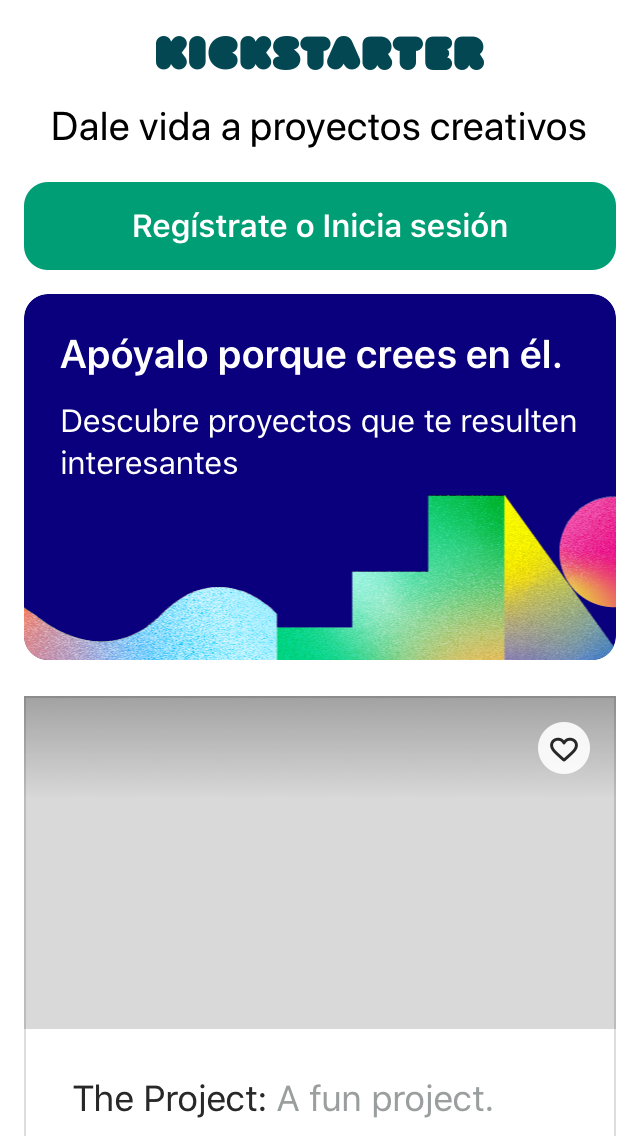 KICKSTARTER
Dale vida a proyectos creativos
Regístrate o Inicia sesión
Apóyalo porque crees en él.
Descubre proyectos que te resulten
interesantes
The Project: A fun project.